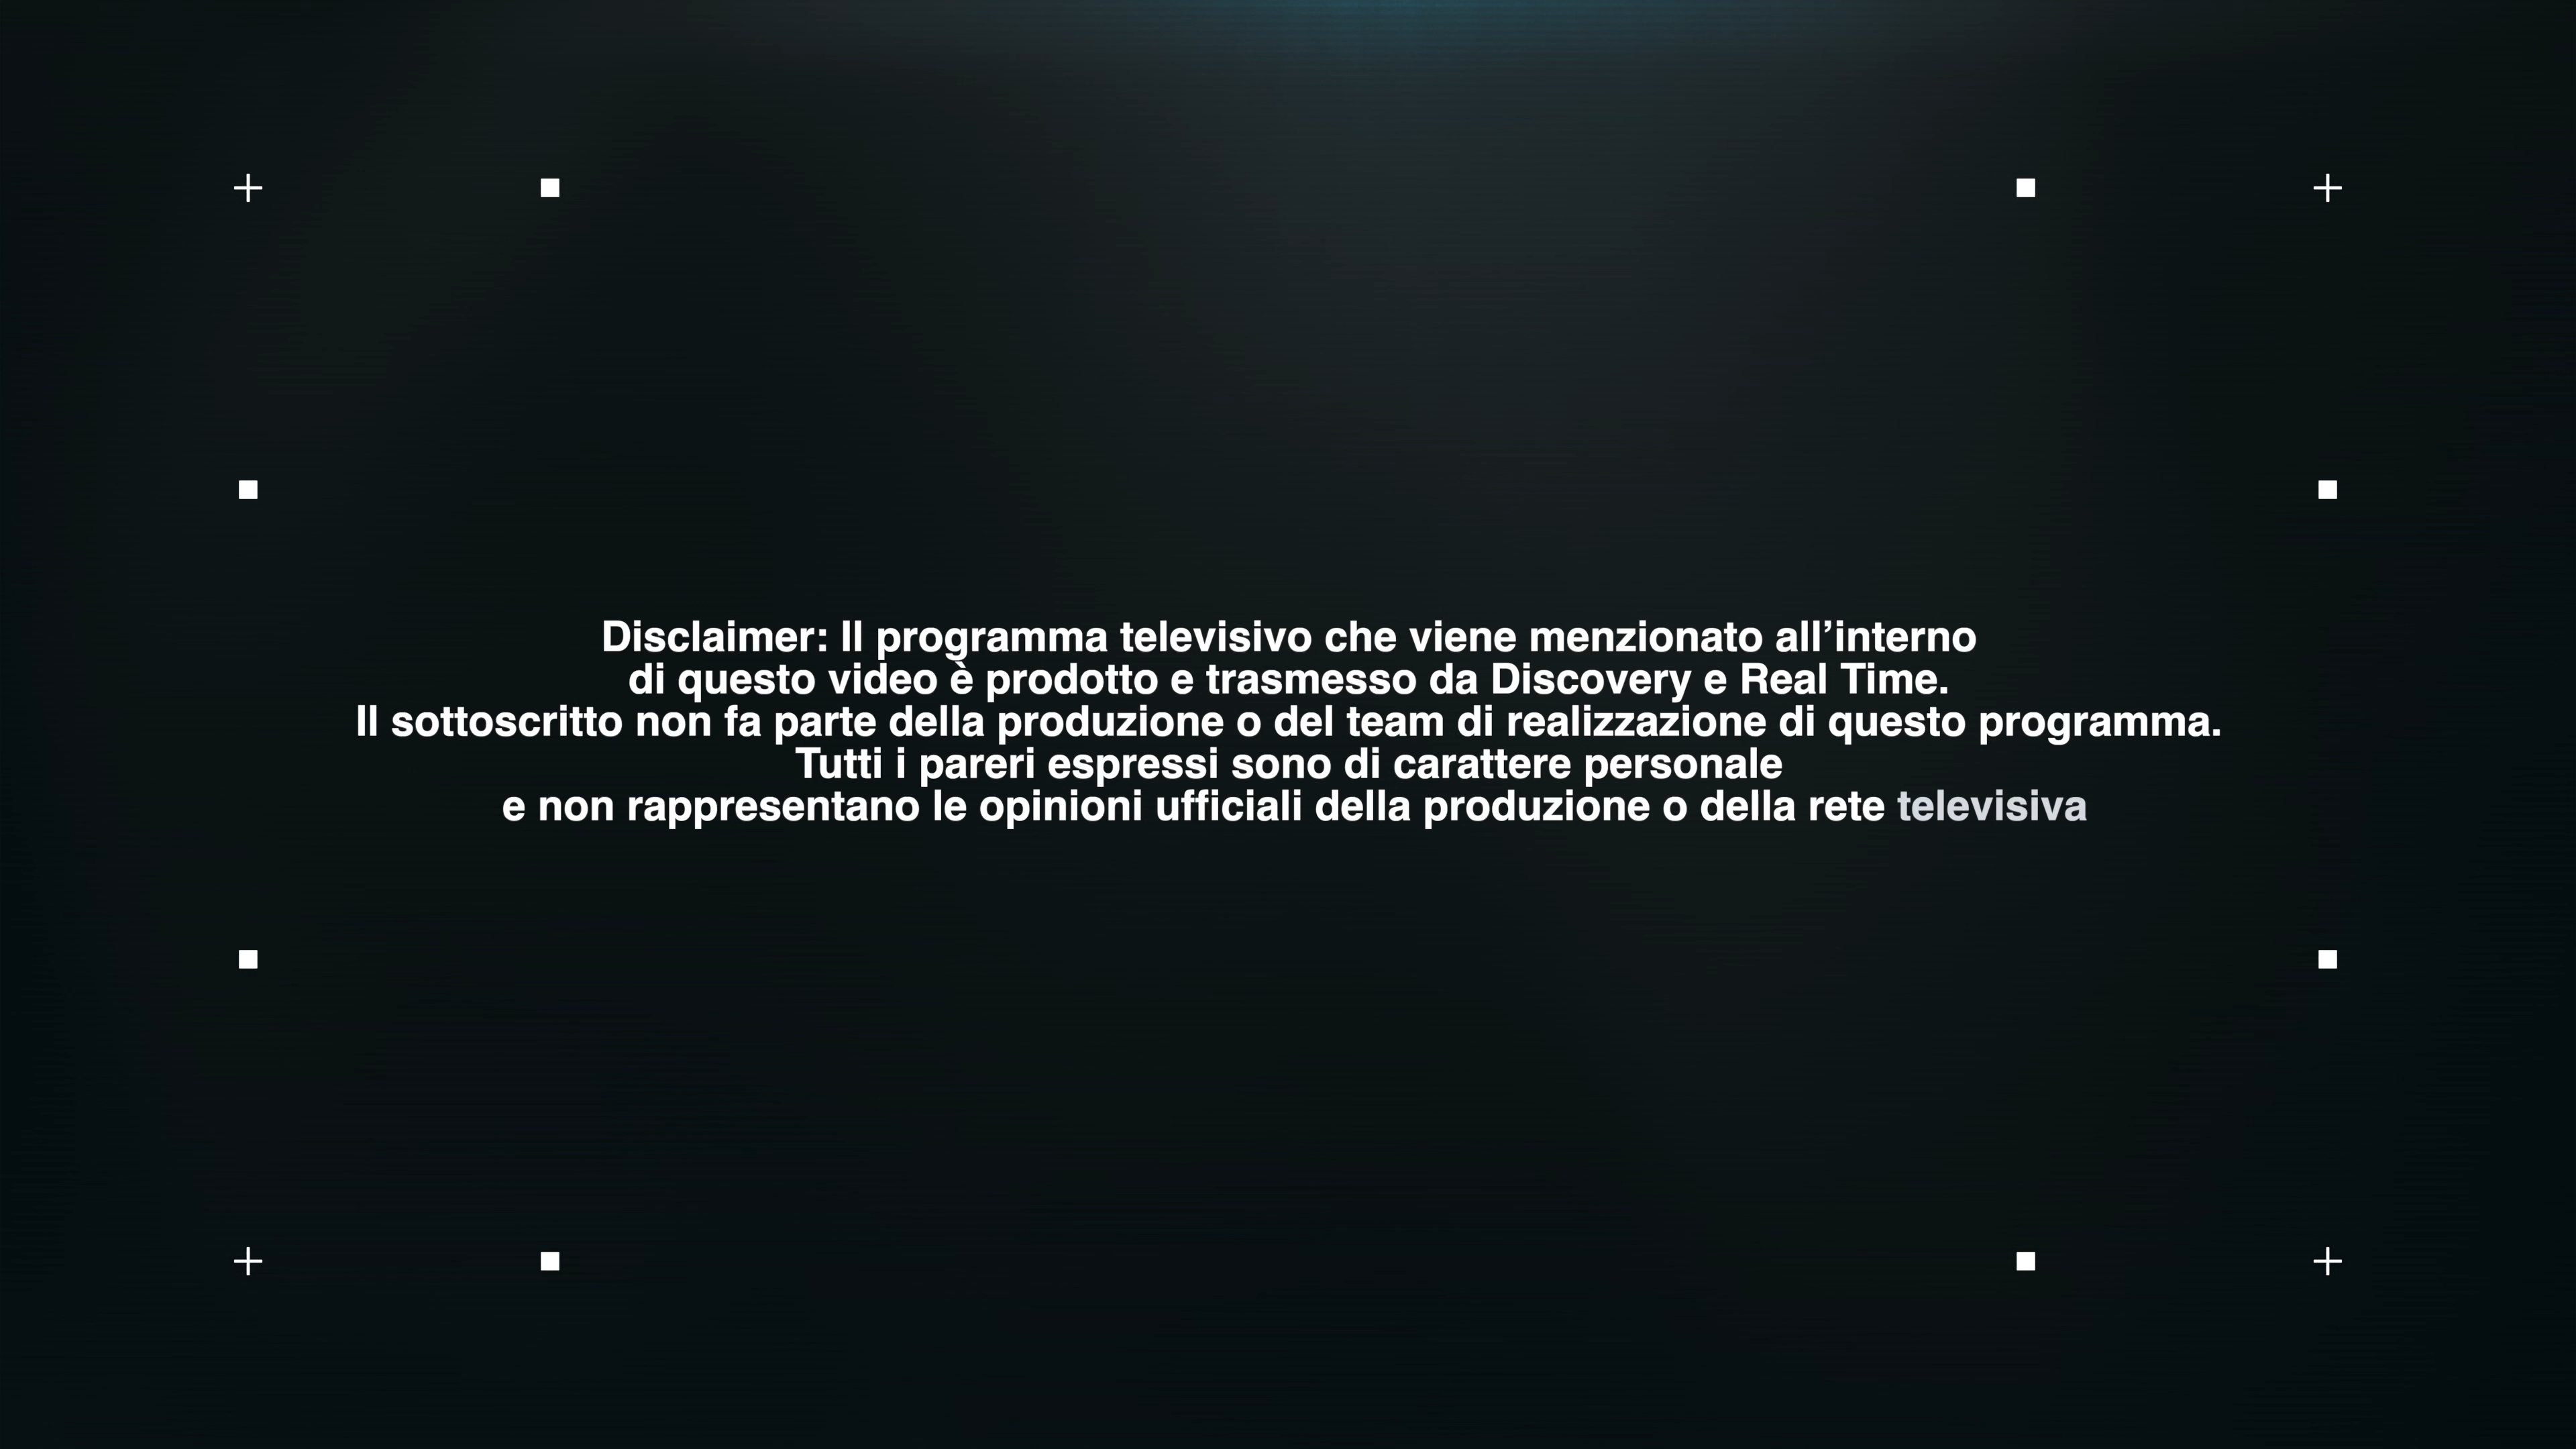 Disclaimer: Il programma televisivo che viene menzionato all’interno
di questo video è prodotto e trasmesso da Discovery e Real Time.
Il sottoscritto non fa parte della produzione o del team di realizzazione di questo programma.
Tutti i pareri espressi sono di carattere personale
e non rappresentano le opinioni ufficiali della produzione o della rete televisiva